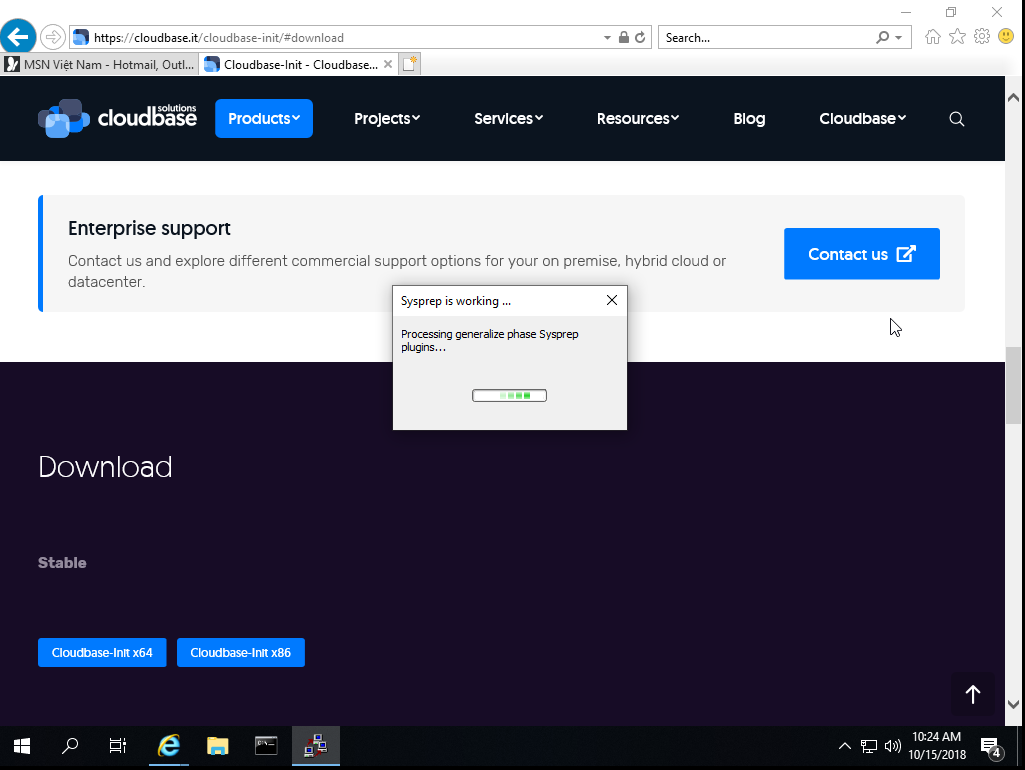 https://cloudbase.it/cloudbase-init/#download
Search...
MSN Việt Nam - Hotmail, Outl...
Cloudbase-Init - Cloudbase...
cloudbase solutions
Products
Projects
Services
Resources
Blog
Cloudbase
Enterprise support
Contact us and explore different commercial support options for your on premise, hybrid cloud or
datacenter.
Contact us
Sysprep is working ...
Processing generalize phase Sysprep
plugins...
Download
Stable
Cloudbase-Init x64
Cloudbase-Init x86
10:24 AM
10/15/2018
4